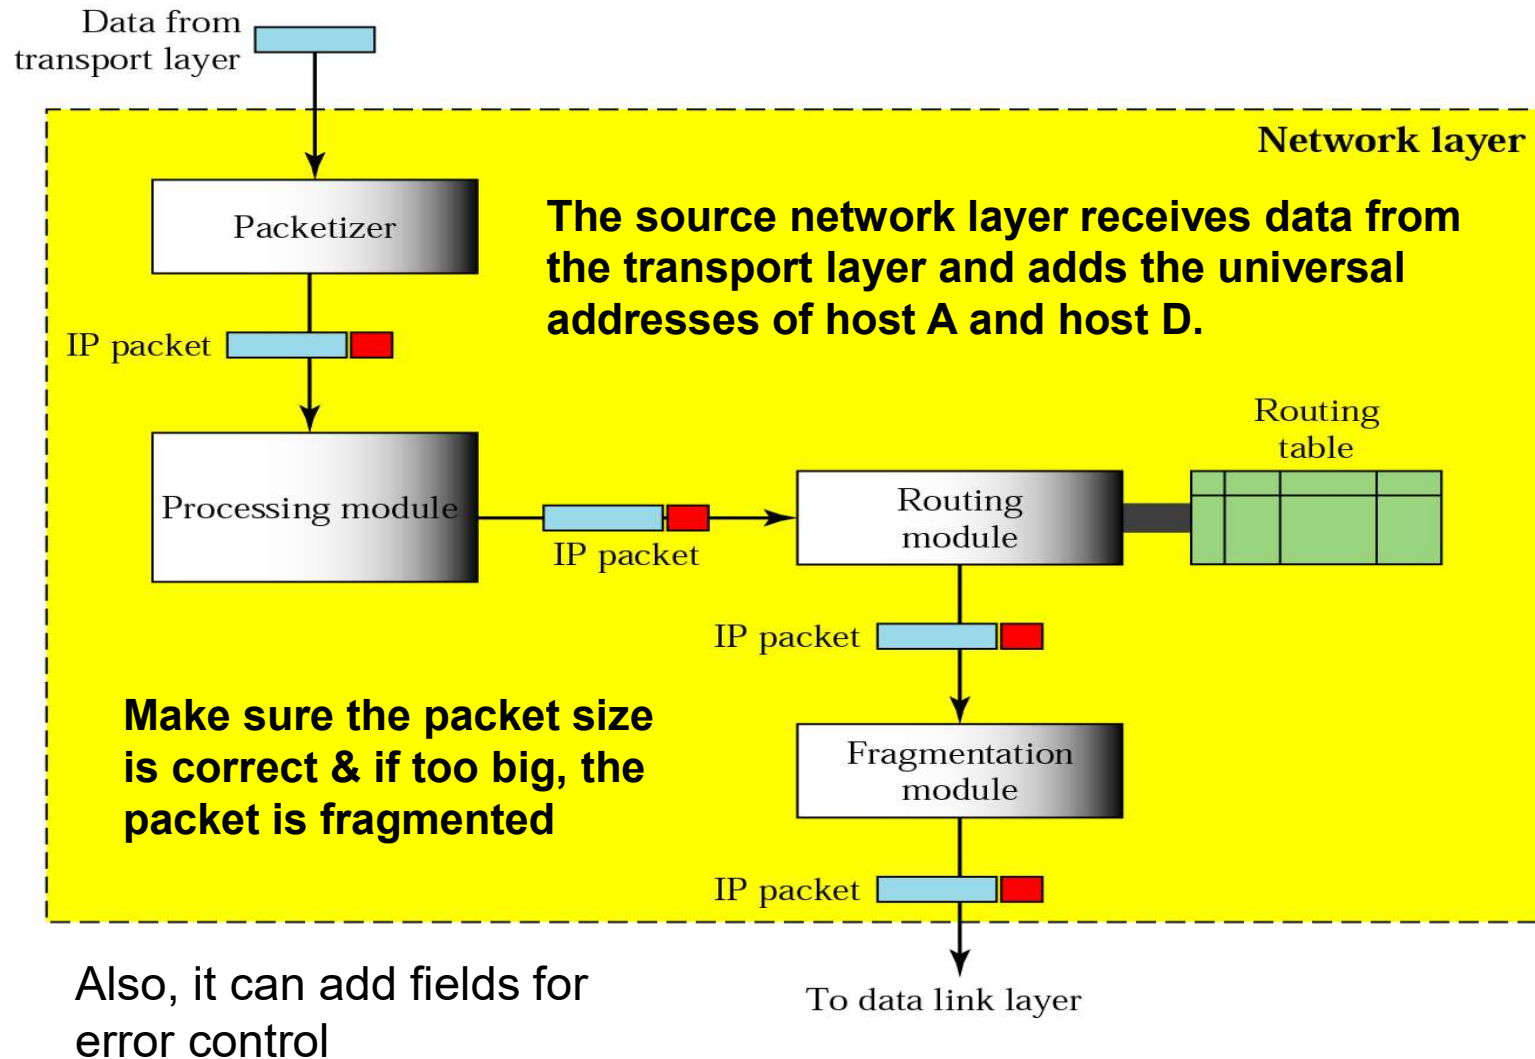 Data from
transport layer
Network layer
Packetizer
The source network layer receives data from
the transport layer and adds the universal
addresses of host A and host D.
IP packet
Routing
table
Processing module
Routing
module
IP packet
IP packet
Make sure the packet size
is correct & if too big, the
packet is fragmented
Fragmentation
module
IP packet
Also, it can add fields for
error control
To data link layer